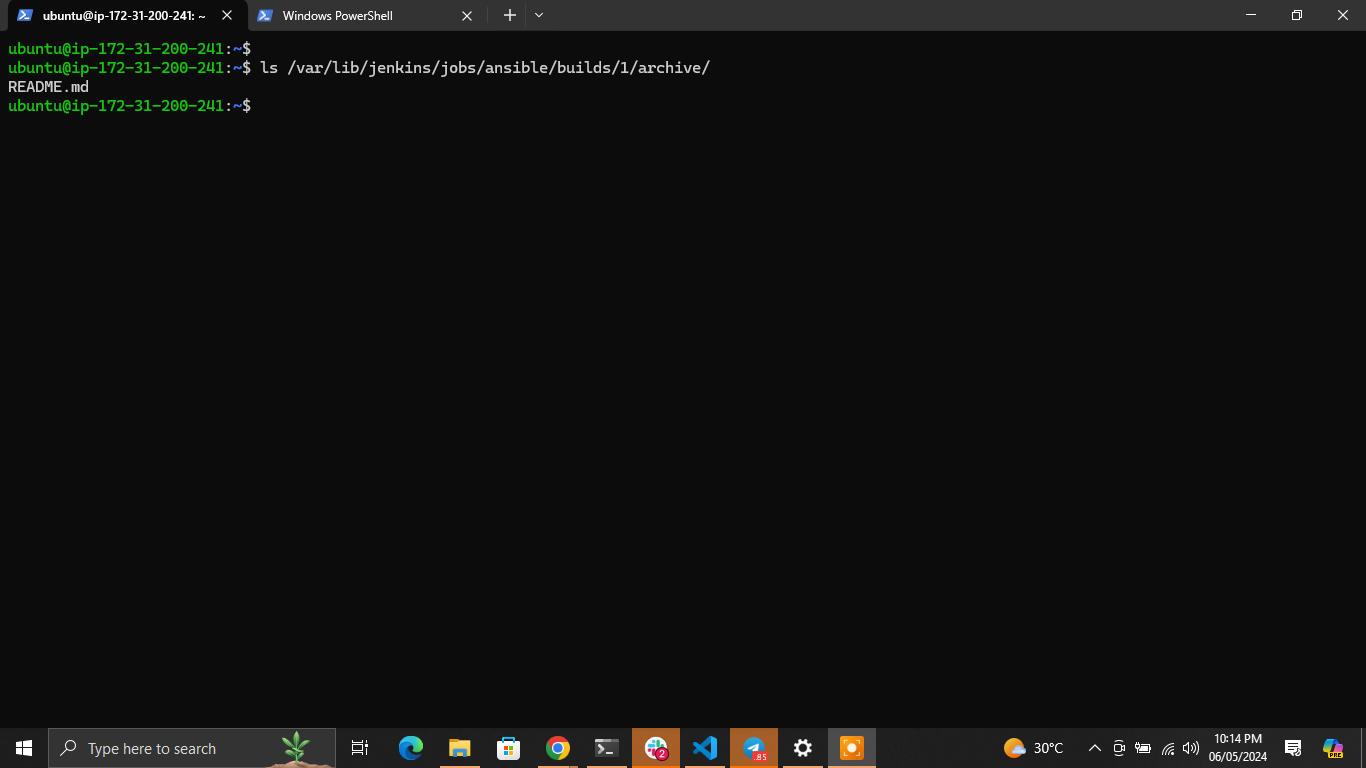 ubuntu@ip-172-31-200-241: ~
Windows PowerShell
ubuntu@ip-172-31-200-241:~$
ubuntu@ip-172-31-200-241:~$ ls /var/lib/jenkins/jobs/ansible/builds/1/archive/
README.md
ubuntu@ip-172-31-200-241:~$
Type here to search
2
.85
30°C
10:14 PM
06/05/2024
PRE